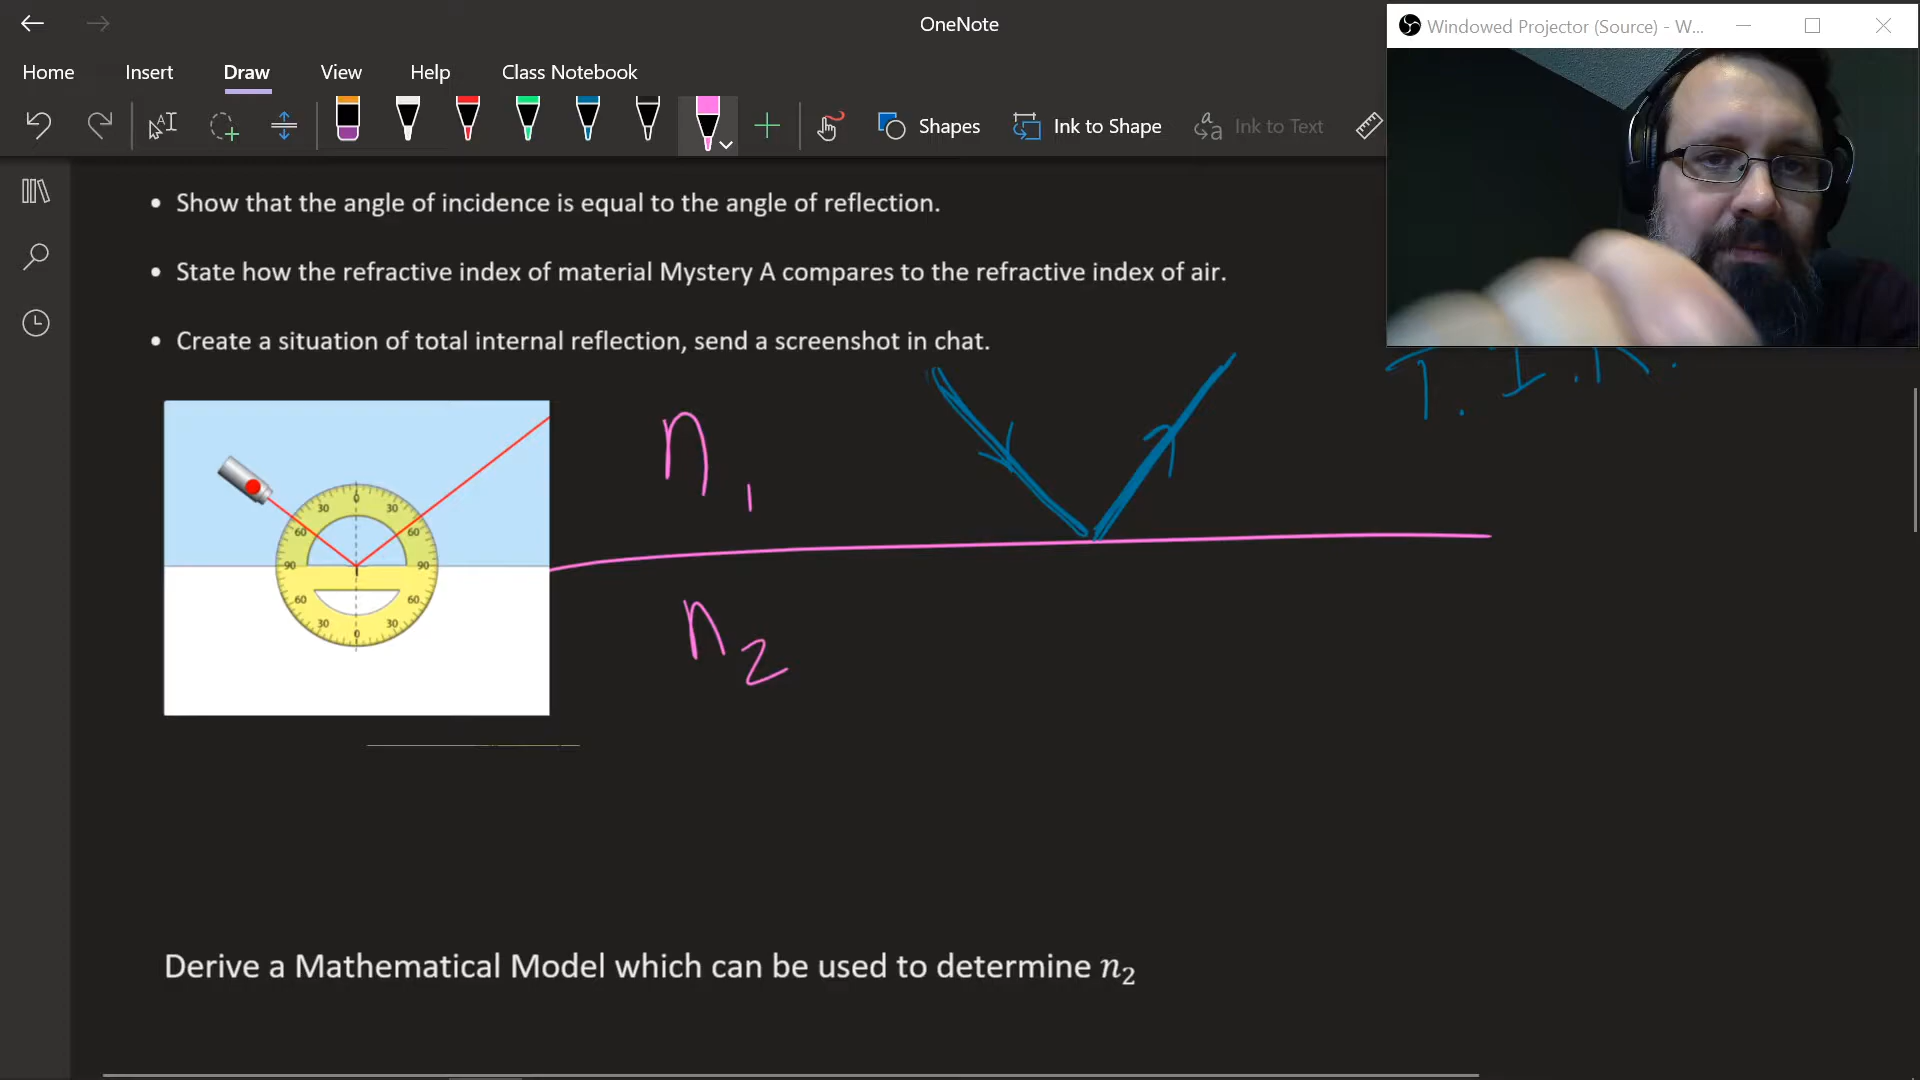 OneNote
Windowed Projector (Source) - W...
Home Insert Draw View Help Class Notebook
Shapes Ink to Shape Ink to Text
• Show that the angle of incidence is equal to the angle of reflection.
• State how the refractive index of material Mystery A compares to the refractive index of air.
• Create a situation of total internal reflection, send a screenshot in chat.
T. I. R.
n1
0
30 30
60 60
90 90
60 60
30 30
0
n2
Derive a Mathematical Model which can be used to determine n2